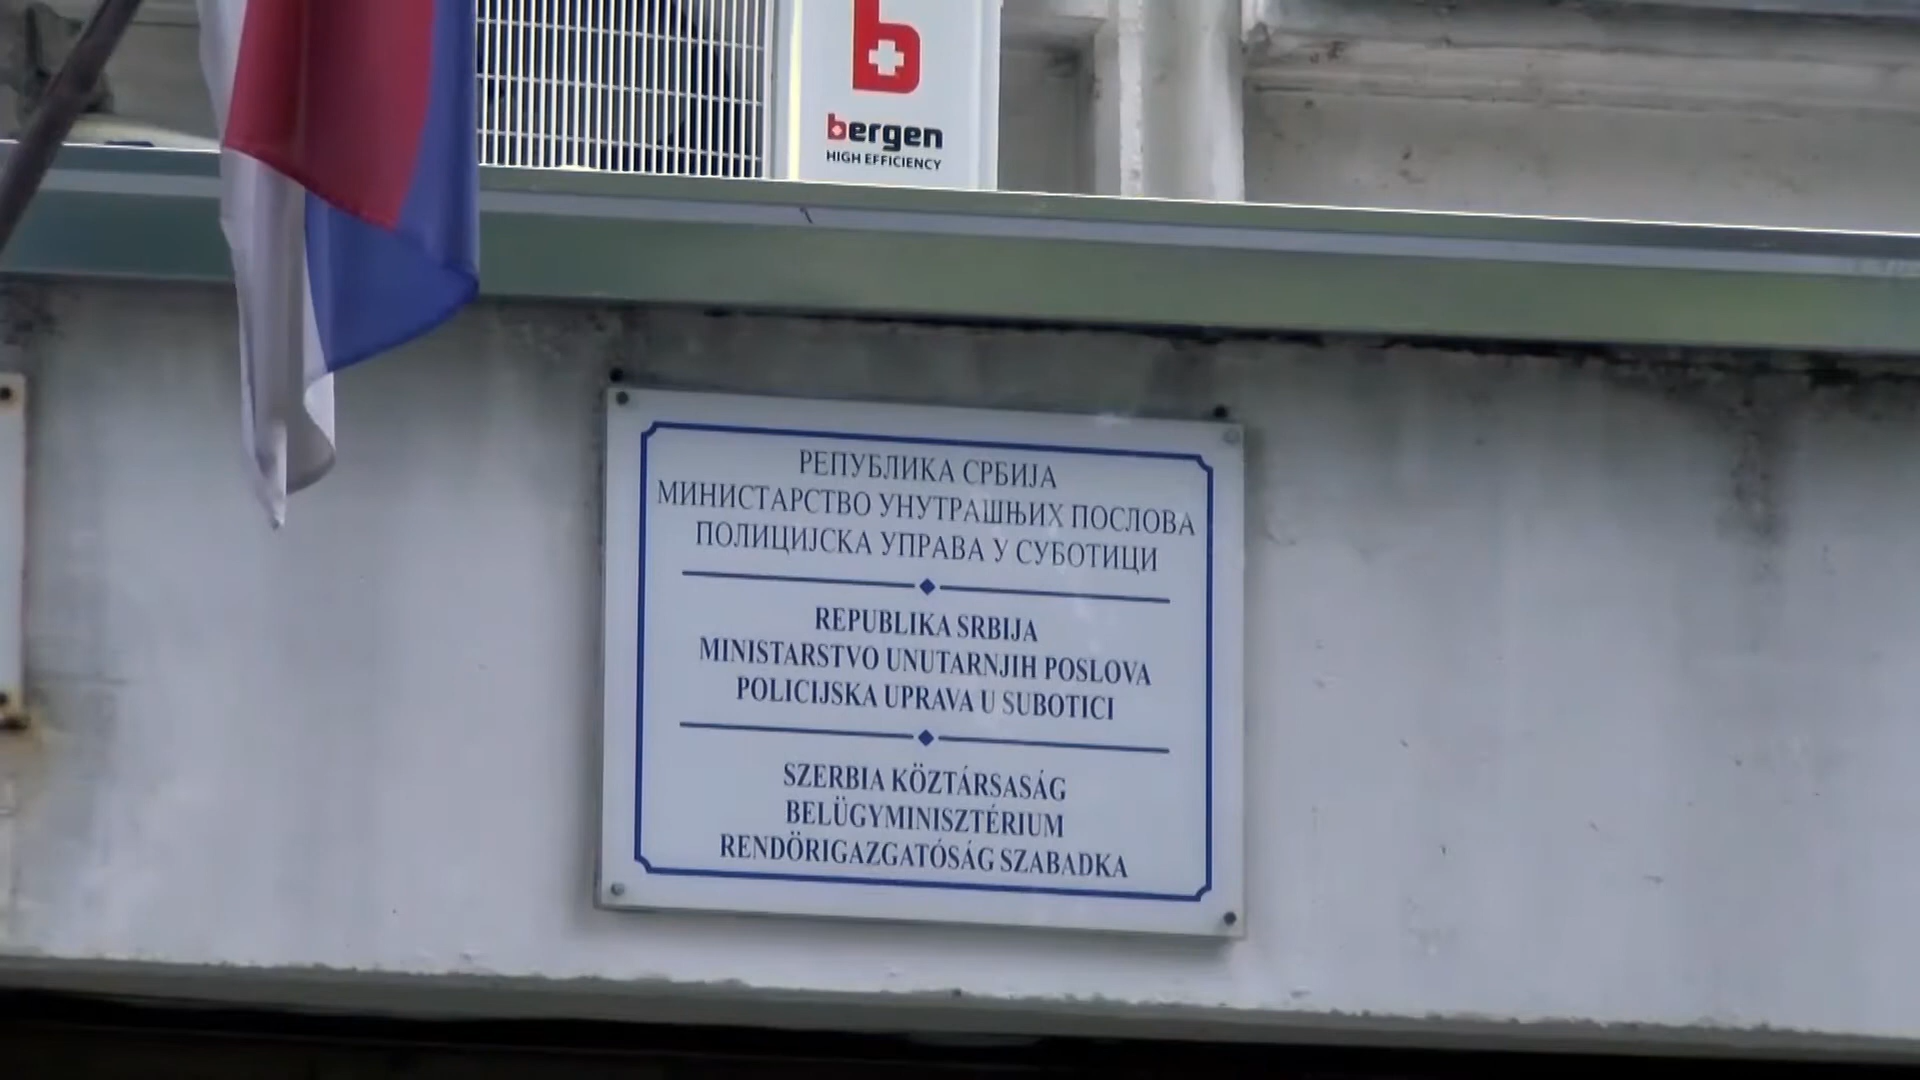 b
bergen
HIGH EFFICIENCY
РЕПУБЛИКА СРБИЈА
МИНИСТАРСТВО УНУТРАШЊИХ ПОСЛОВА
ПОЛИЦИЈСКА УПРАВА У СУБОТИЦИ
REPUBLIKA SRBIJA
MINISTARSTVO UNUTARNJIH POSLOVA
POLICIJSKA UPRAVA U SUBOTICI
SZERBIA KÖZTÁRSASÁG
BELÜGYMINISZTÉRIUM
RENDÖRIGAZGATÓSÁG SZABADKA